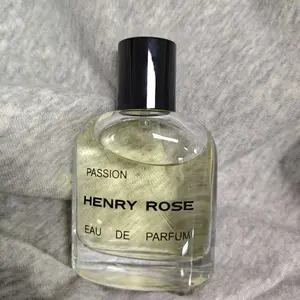 PASSION
HENRY ROSE
EAU DE PARFUM